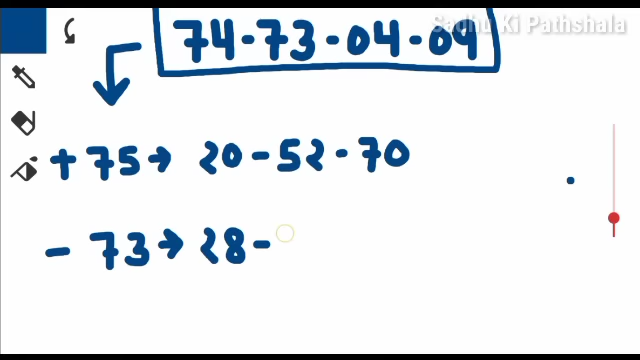 Sadhu Ki Pathshala
74-73-04-09
+ 75 → 20 - 52 - 70
- 73 → 28 -